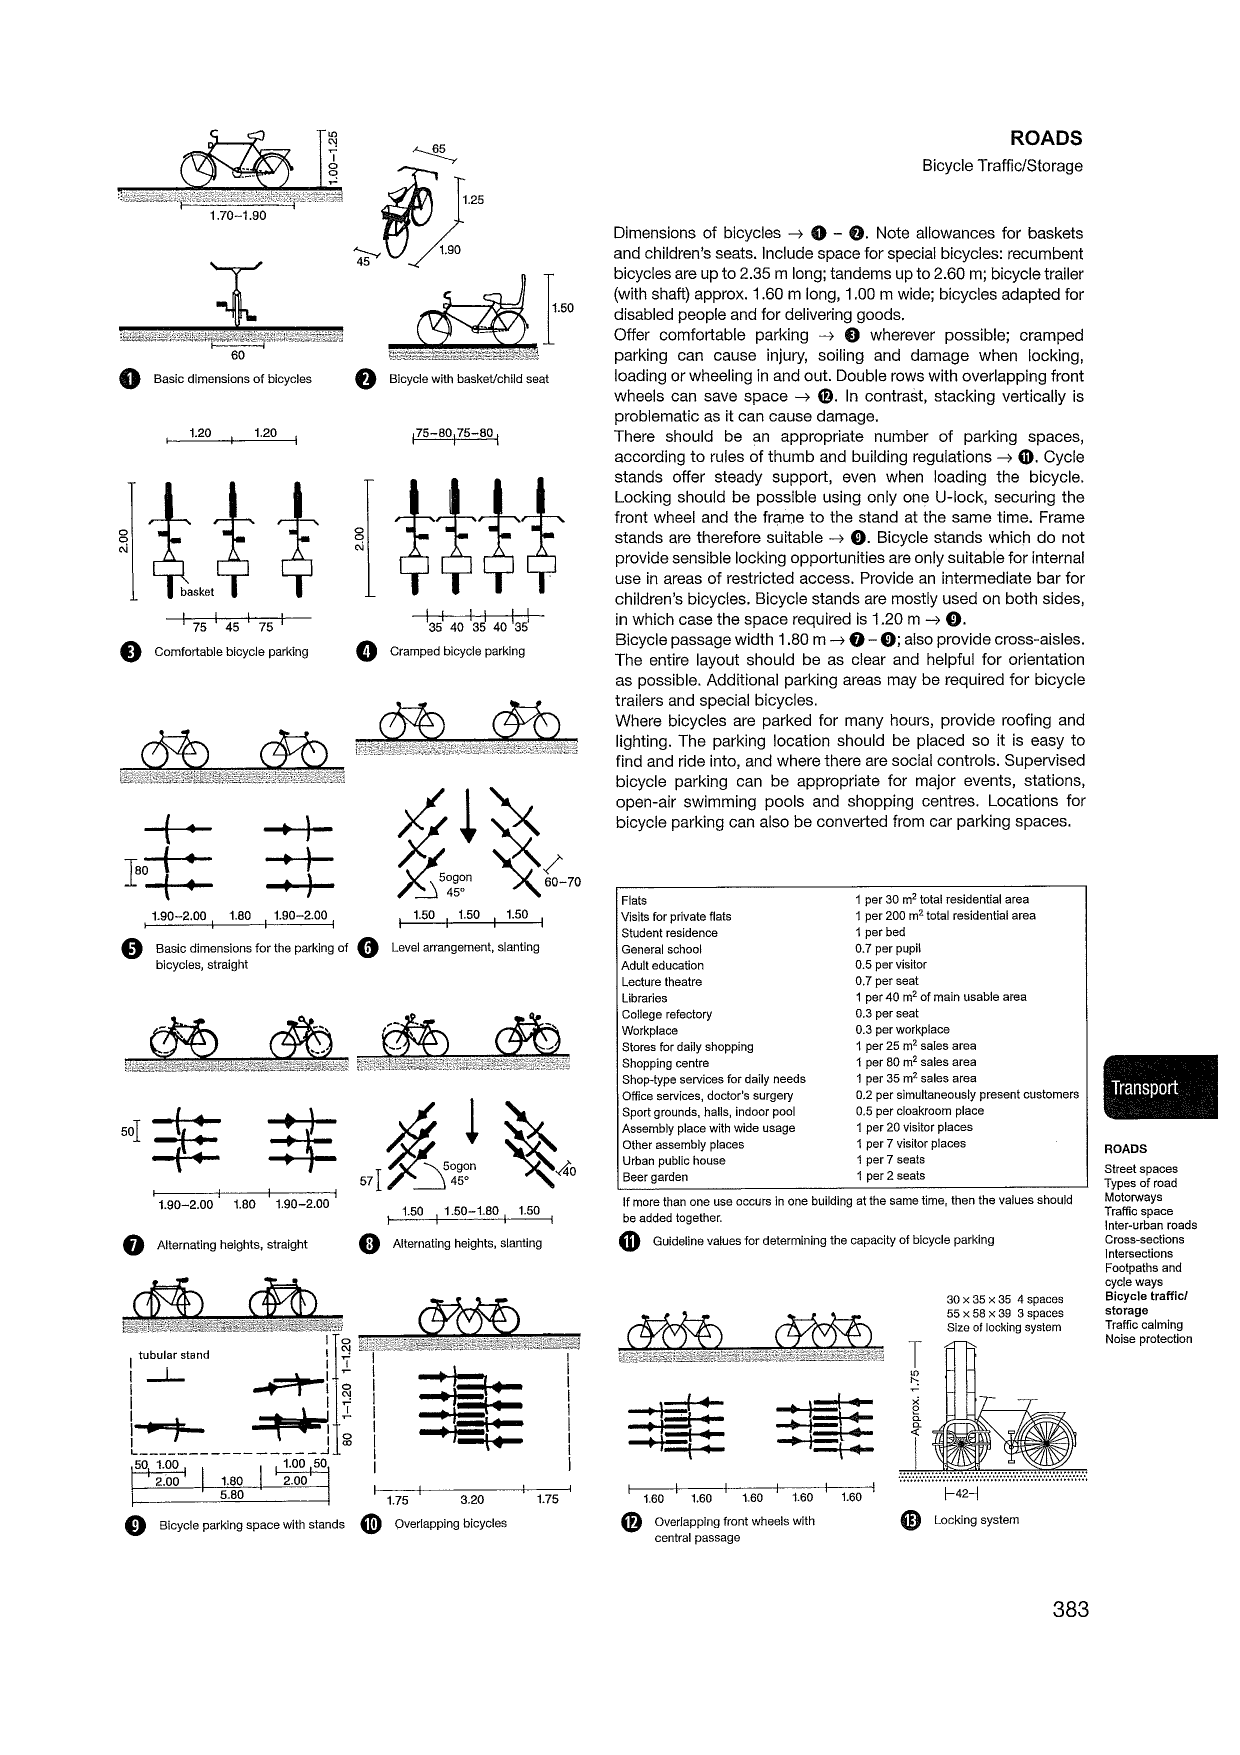 ROADS
Bicycle Traffic/Storage
1.00–1.25
1.70–1.90
60
❶ Basic dimensions of bicycles
65
1.25
1.90
45
1.50
❷ Bicycle with basket/child seat
1.20 1.20
2.00
basket
75 45 75
❸ Comfortable bicycle parking
75–80 75–80
2.00
35 40 35 40 35
❹ Cramped bicycle parking
80
1.90–2.00 1.80 1.90–2.00
❺ Basic dimensions for the parking of
bicycles, straight
5ogon
45°
60–70
1.50 1.50 1.50
❻ Level arrangement, slanting
50
1.90–2.00 1.80 1.90–2.00
❼ Alternating heights, straight
57
5ogon
45°
40
1.50 1.50–1.80 1.50
❽ Alternating heights, slanting
tubular stand
1–1.20
1–1.20
80
50 1.00 1.00 50
2.00 1.80 2.00
5.80
❾ Bicycle parking space with stands
1.75 3.20 1.75
❿ Overlapping bicycles
Dimensions of bicycles → ❶ – ❷. Note allowances for baskets
and children's seats. Include space for special bicycles: recumbent
bicycles are up to 2.35 m long; tandems up to 2.60 m; bicycle trailer
(with shaft) approx. 1.60 m long, 1.00 m wide; bicycles adapted for
disabled people and for delivering goods.
Offer comfortable parking → ❸ wherever possible; cramped
parking can cause injury, soiling and damage when locking,
loading or wheeling in and out. Double rows with overlapping front
wheels can save space → ⓬. In contrast, stacking vertically is
problematic as it can cause damage.
There should be an appropriate number of parking spaces,
according to rules of thumb and building regulations → ⓫. Cycle
stands offer steady support, even when loading the bicycle.
Locking should be possible using only one U-lock, securing the
front wheel and the frame to the stand at the same time. Frame
stands are therefore suitable → ❾. Bicycle stands which do not
provide sensible locking opportunities are only suitable for internal
use in areas of restricted access. Provide an intermediate bar for
children's bicycles. Bicycle stands are mostly used on both sides,
in which case the space required is 1.20 m → ❾.
Bicycle passage width 1.80 m → ❼ – ❾; also provide cross-aisles.
The entire layout should be as clear and helpful for orientation
as possible. Additional parking areas may be required for bicycle
trailers and special bicycles.
Where bicycles are parked for many hours, provide roofing and
lighting. The parking location should be placed so it is easy to
find and ride into, and where there are social controls. Supervised
bicycle parking can be appropriate for major events, stations,
open-air swimming pools and shopping centres. Locations for
bicycle parking can also be converted from car parking spaces.
Flats 1 per 30 m² total residential area
Visits for private flats 1 per 200 m² total residential area
Student residence 1 per bed
General school 0.7 per pupil
Adult education 0.5 per visitor
Lecture theatre 0.7 per seat
Libraries 1 per 40 m² of main usable area
College refectory 0.3 per seat
Workplace 0.3 per workplace
Stores for daily shopping 1 per 25 m² sales area
Shopping centre 1 per 80 m² sales area
Shop-type services for daily needs 1 per 35 m² sales area
Office services, doctor's surgery 0.2 per simultaneously present customers
Sport grounds, halls, indoor pool 0.5 per cloakroom place
Assembly place with wide usage 1 per 20 visitor places
Other assembly places 1 per 7 visitor places
Urban public house 1 per 7 seats
Beer garden 1 per 2 seats
If more than one use occurs in one building at the same time, then the values should
be added together.
⓫ Guideline values for determining the capacity of bicycle parking
1.60 1.60 1.60 1.60 1.60
⓬ Overlapping front wheels with
central passage
30 × 35 × 35 4 spaces
55 × 58 × 39 3 spaces
Size of locking system
Approx. 1.75
42
⓭ Locking system
Transport
ROADS
Street spaces
Types of road
Motorways
Traffic space
Inter-urban roads
Cross-sections
Intersections
Footpaths and
cycle ways
Bicycle traffic/
storage
Traffic calming
Noise protection
383